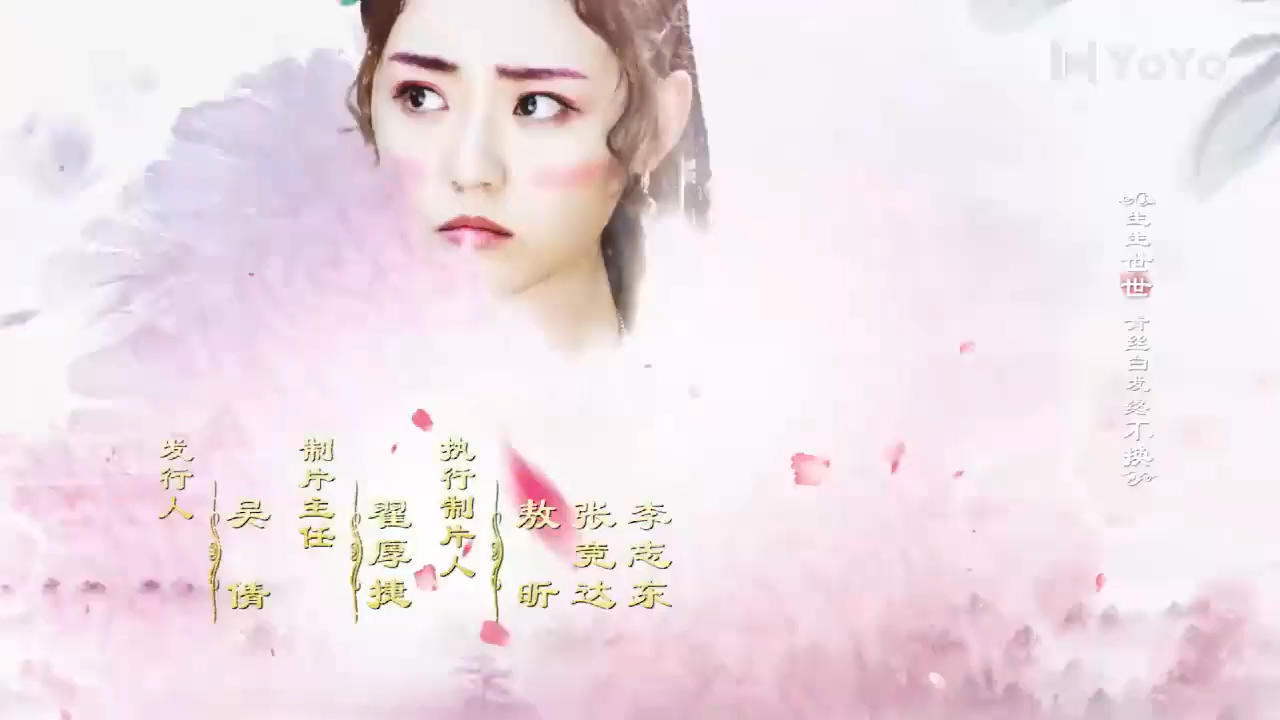 YoYo
生生世世 青丝白发终不换
执行制片人
李志东
张竞达
敖昕
制片主任
翟厚捷
发行人
吴倩